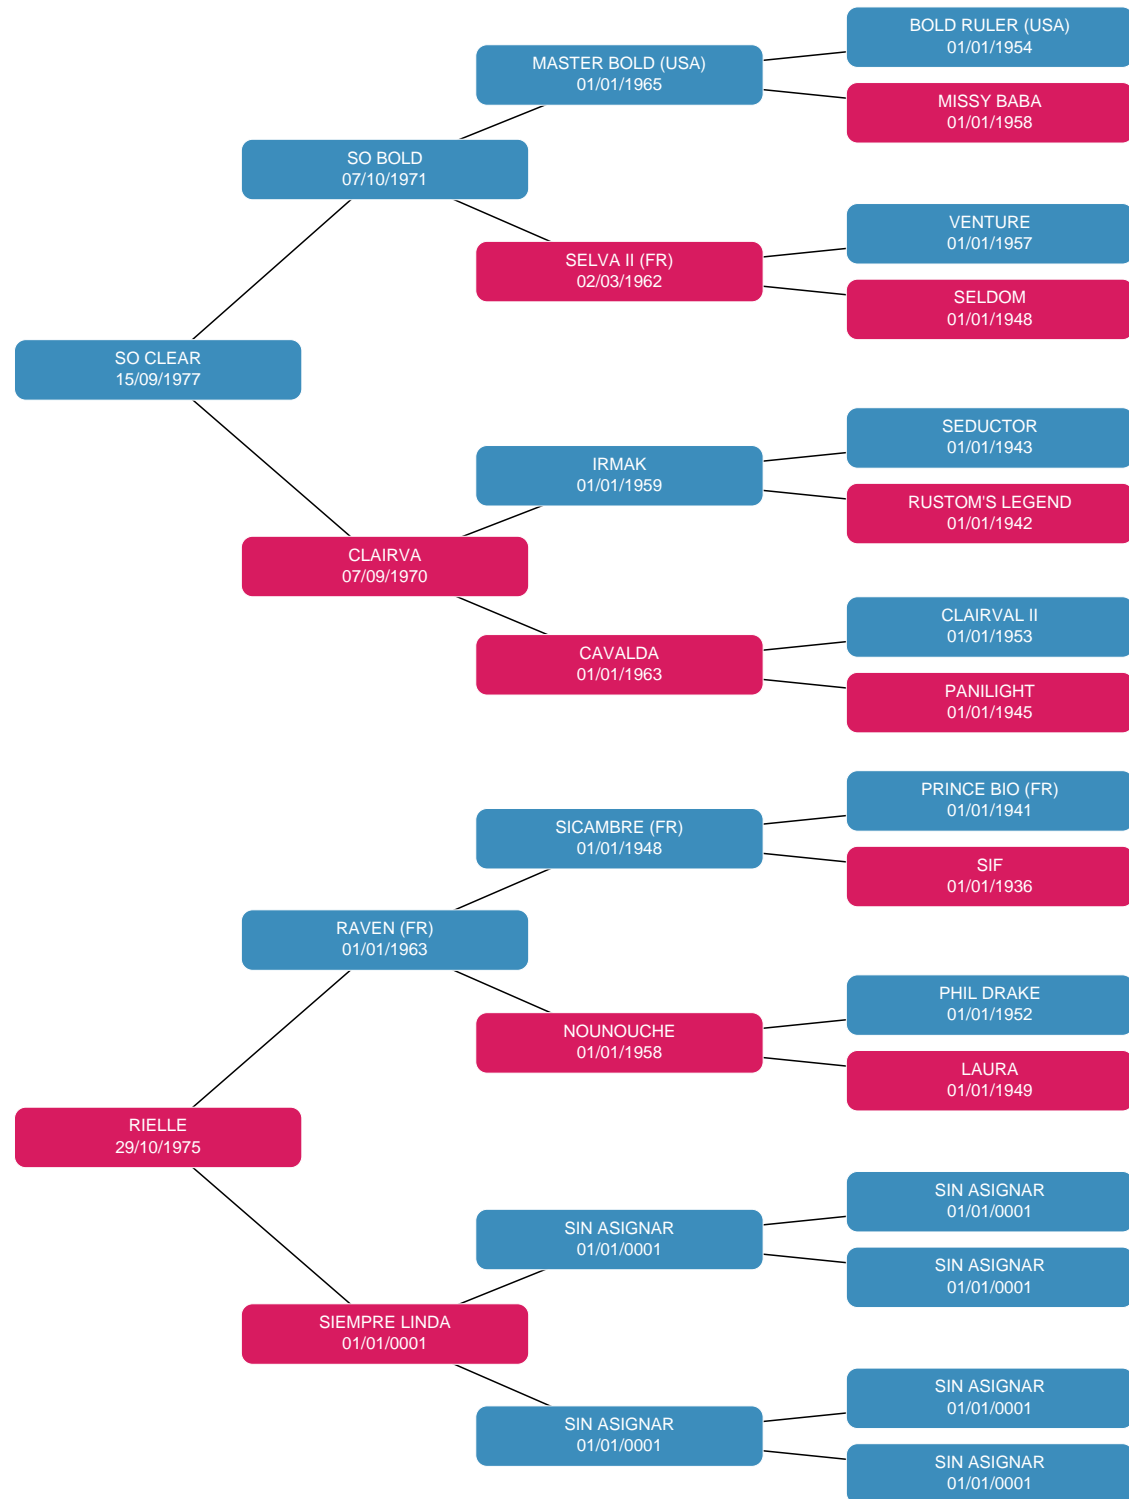 BOLD RULER (USA)
01/01/1954
MASTER BOLD (USA)
01/01/1965
MISSY BABA
01/01/1958
SO BOLD
07/10/1971
VENTURE
01/01/1957
SELVA II (FR)
02/03/1962
SELDOM
01/01/1948
SO CLEAR
15/09/1977
SEDUCTOR
01/01/1943
IRMAK
01/01/1959
RUSTOM'S LEGEND
01/01/1942
CLAIRVA
07/09/1970
CLAIRVAL II
01/01/1953
CAVALDA
01/01/1963
PANILIGHT
01/01/1945
PRINCE BIO (FR)
01/01/1941
SICAMBRE (FR)
01/01/1948
SIF
01/01/1936
RAVEN (FR)
01/01/1963
PHIL DRAKE
01/01/1952
NOUNOUCHE
01/01/1958
LAURA
01/01/1949
RIELLE
29/10/1975
SIN ASIGNAR
01/01/0001
SIN ASIGNAR
01/01/0001
SIN ASIGNAR
01/01/0001
SIEMPRE LINDA
01/01/0001
SIN ASIGNAR
01/01/0001
SIN ASIGNAR
01/01/0001
SIN ASIGNAR
01/01/0001